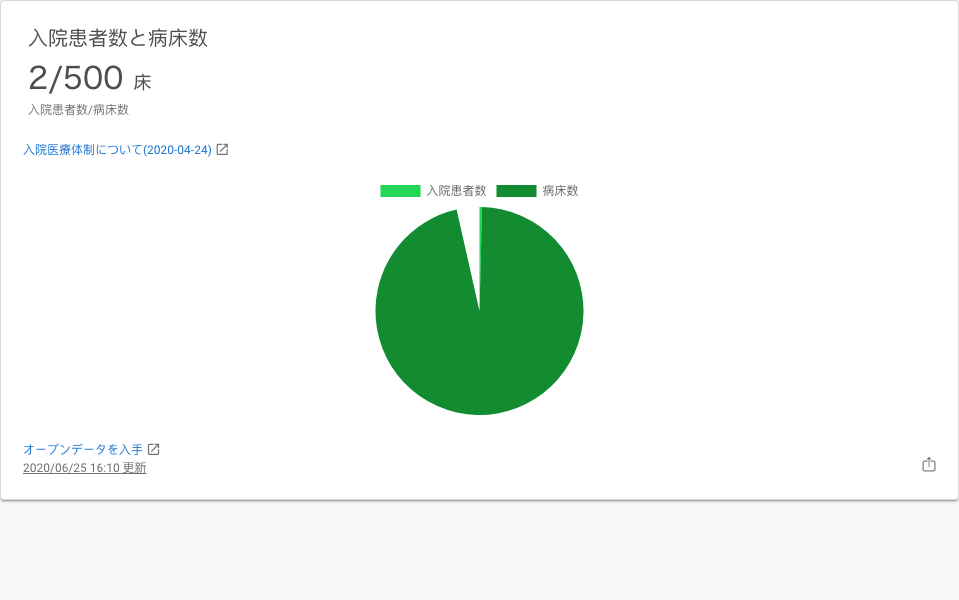 入院患者数と病床数
2/500 床
入院患者数/病床数
入院医療体制について(2020-04-24)
入院患者数 病床数
オープンデータを入手
2020/06/25 16:10 更新